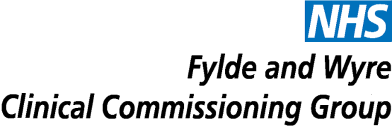 NHS
Fylde and Wyre
Clinical Commissioning Group